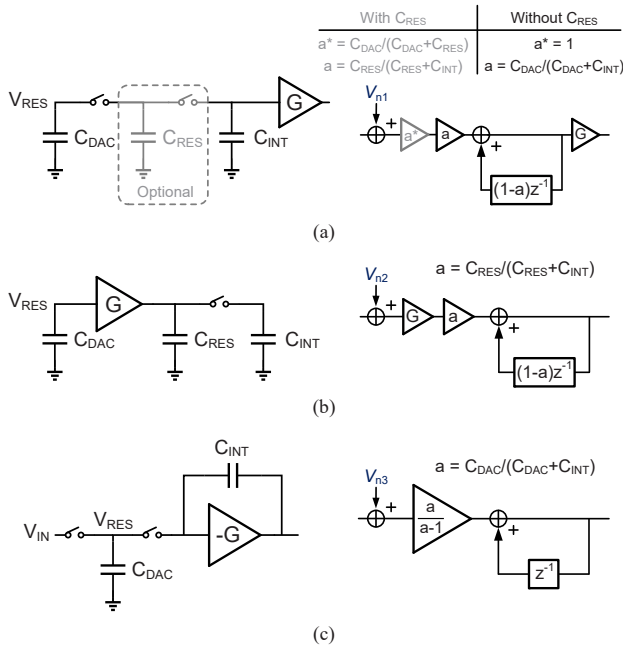 With C_RES Without C_RES
a* = C_DAC/(C_DAC+C_RES) a* = 1
a = C_RES/(C_RES+C_INT) a = C_DAC/(C_DAC+C_INT)
V_RES C_DAC C_RES C_INT G
Optional
V_n1 + a* a + G
(1-a)z⁻¹
(a)
V_RES G C_DAC C_RES C_INT
a = C_RES/(C_RES+C_INT)
V_n2 + G a +
(1-a)z⁻¹
(b)
C_INT
V_IN V_RES -G
C_DAC
a = C_DAC/(C_DAC+C_INT)
V_n3 + a/a-1 +
z⁻¹
(c)